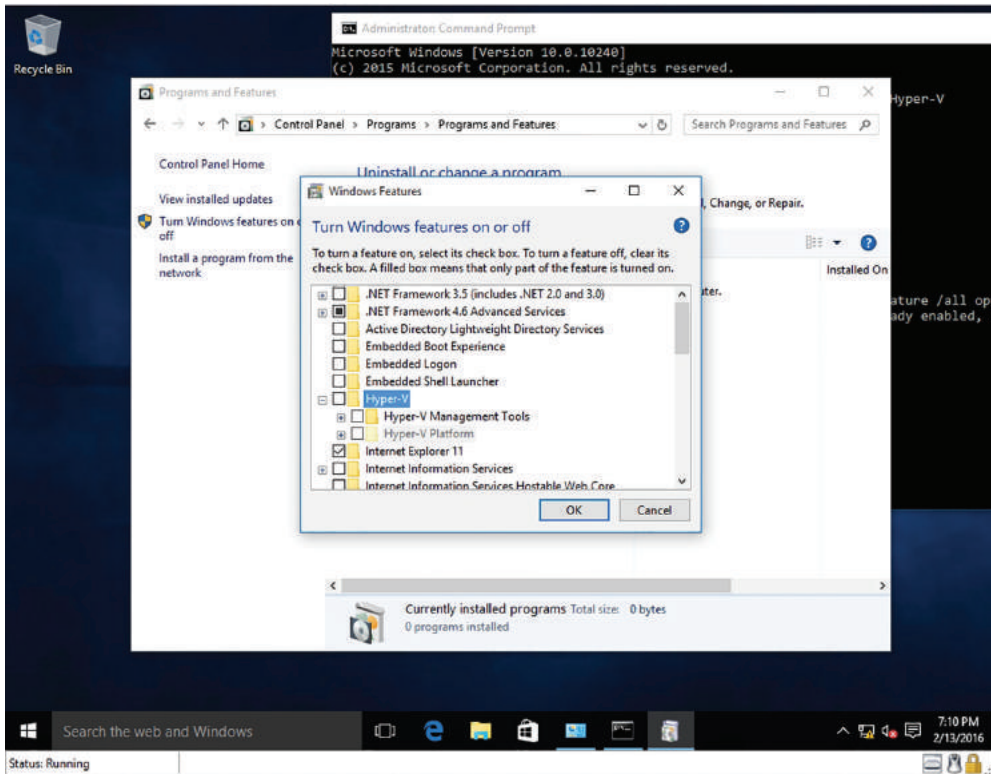 Recycle Bin
Administrator: Command Prompt
Microsoft Windows [Version 10.0.10240]
(c) 2015 Microsoft Corporation. All rights reserved.
Hyper-V
ature /all op
ady enabled,
Programs and Features
Control Panel > Programs > Programs and Features
Search Programs and Features
Control Panel Home
View installed updates
Turn Windows features on o
off
Install a program from the
network
Uninstall or change a program
, Change, or Repair.
Installed On
uter.
Windows Features
Turn Windows features on or off
To turn a feature on, select its check box. To turn a feature off, clear its
check box. A filled box means that only part of the feature is turned on.
.NET Framework 3.5 (includes .NET 2.0 and 3.0)
.NET Framework 4.6 Advanced Services
Active Directory Lightweight Directory Services
Embedded Boot Experience
Embedded Logon
Embedded Shell Launcher
Hyper-V
Hyper-V Management Tools
Hyper-V Platform
Internet Explorer 11
Internet Information Services
Internet Information Services Hostable Web Core
OK Cancel
Currently installed programs Total size: 0 bytes
0 programs installed
Search the web and Windows
7:10 PM
2/13/2016
Status: Running